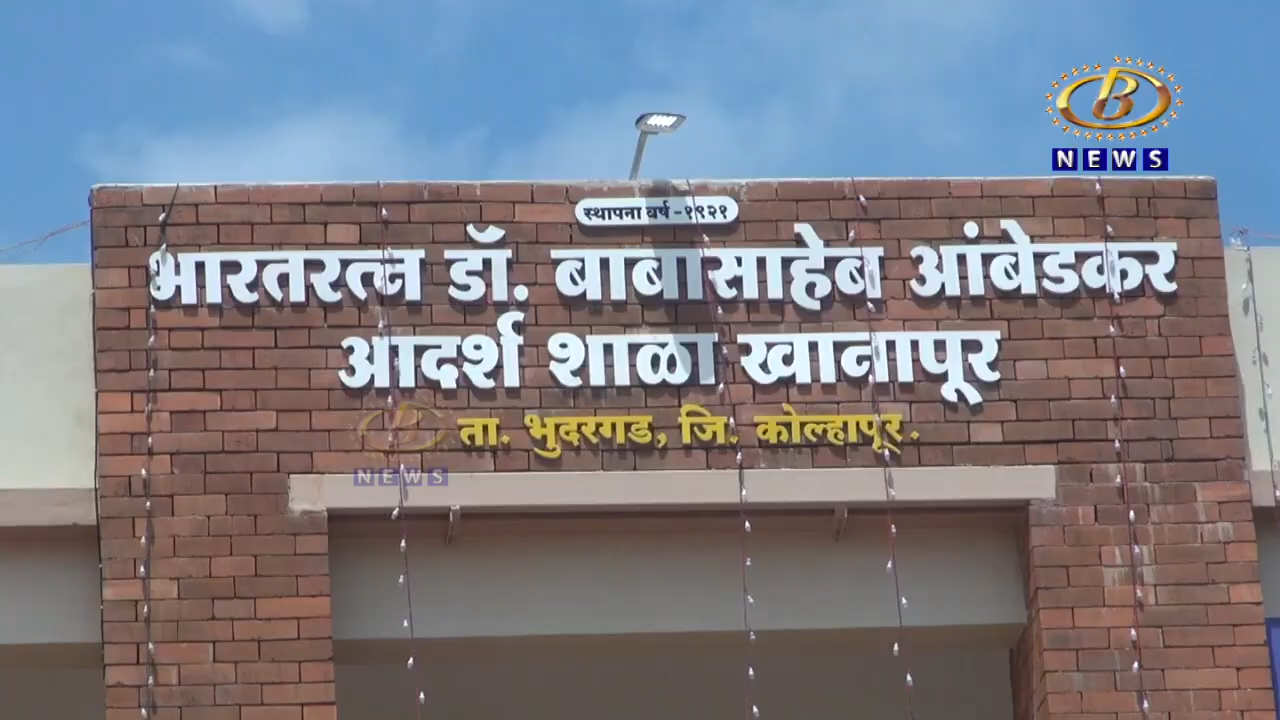 B
NEWS
स्थापना वर्ष -१९२१
भारतरत्न डॉ. बाबासाहेब आंबेडकर
आदर्श शाळा खानापूर
ता. भुदरगड, जि. कोल्हापूर.
NEWS